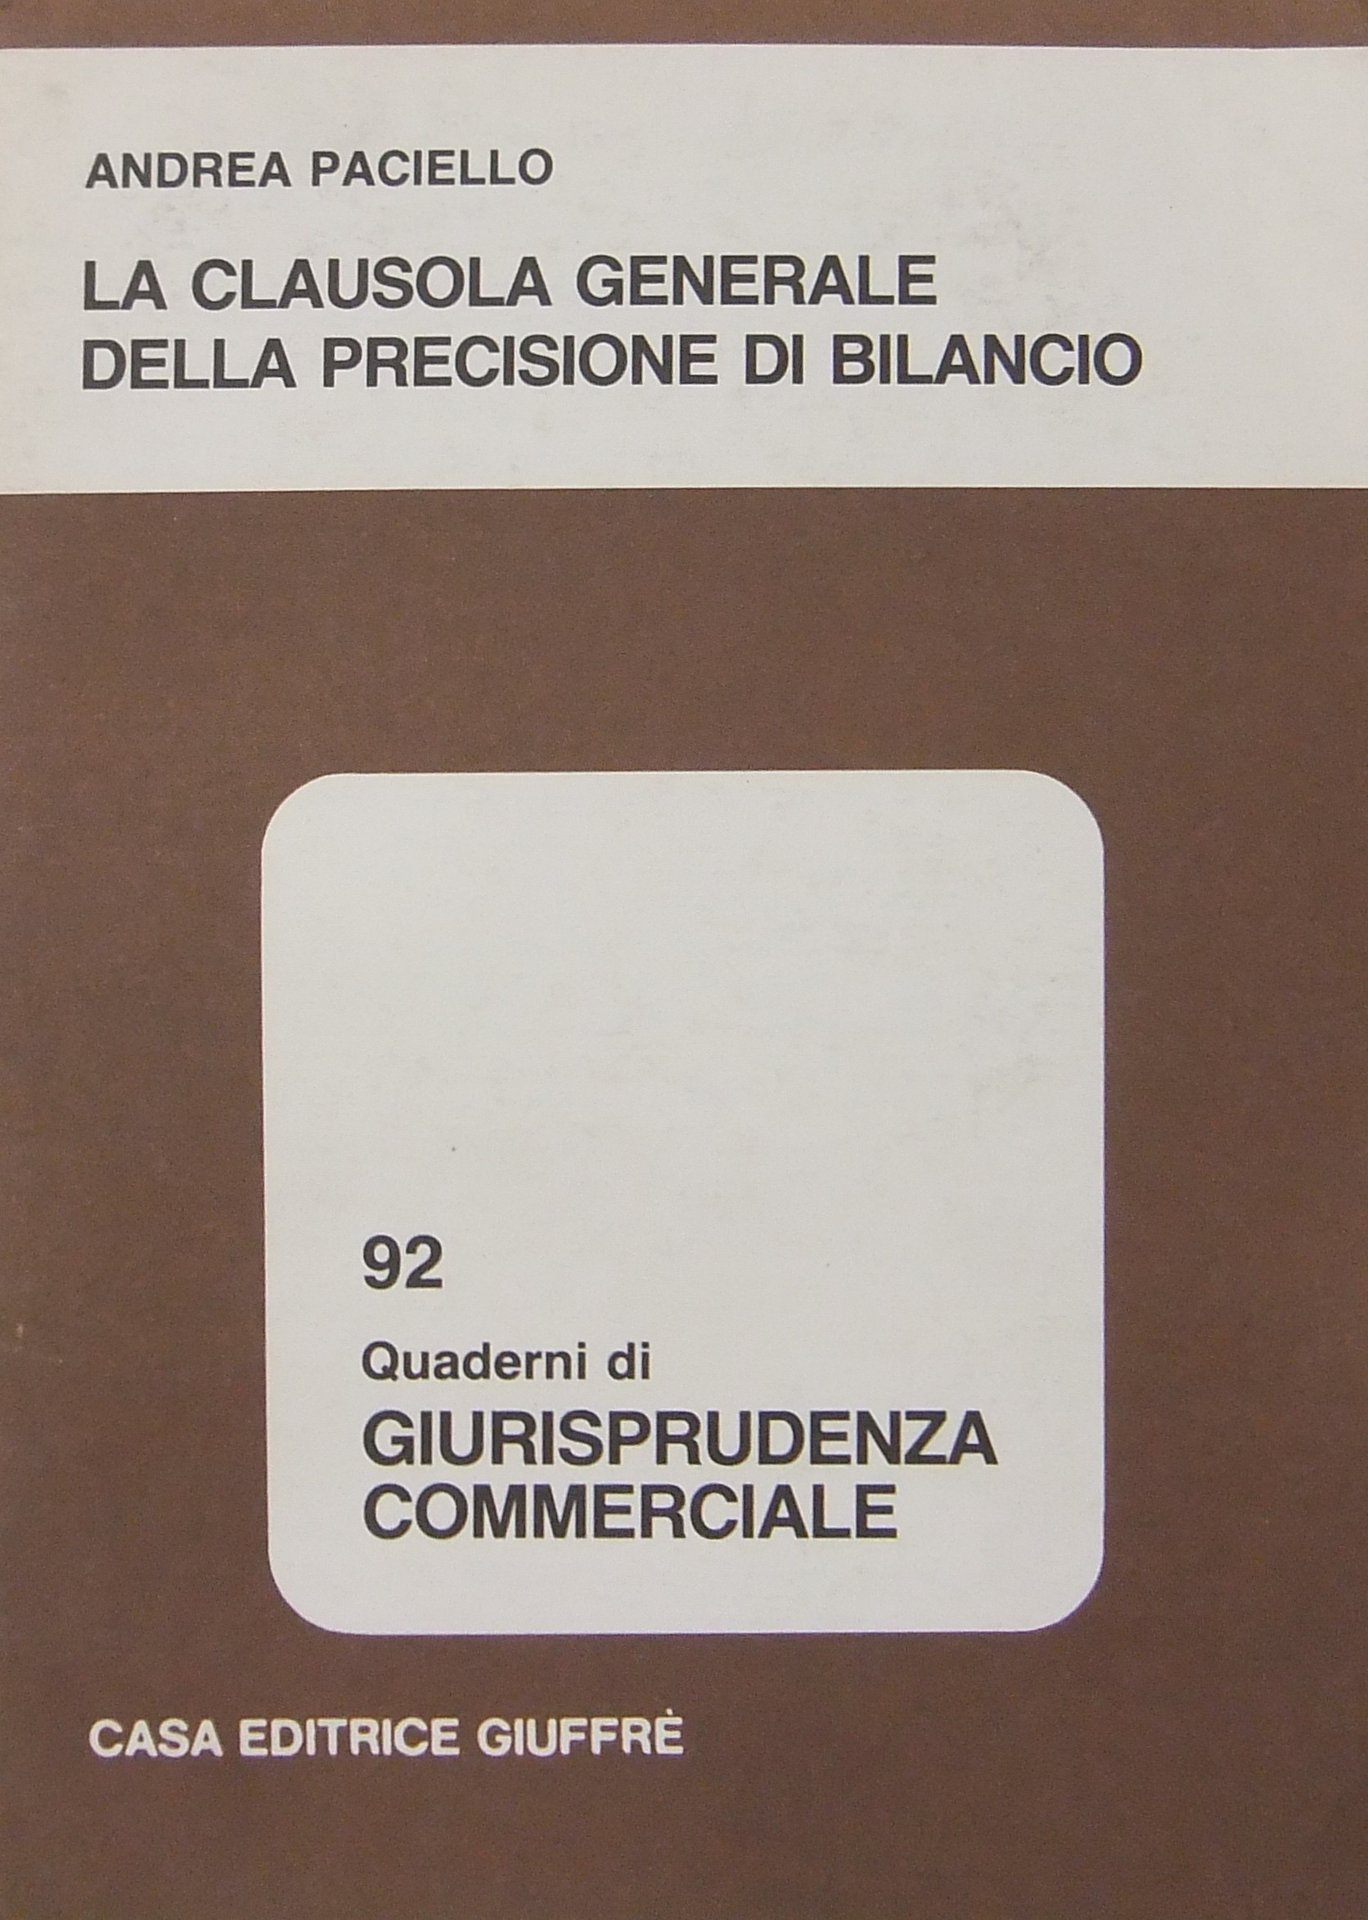 ANDREA PACIELLO
LA CLAUSOLA GENERALE
DELLA PRECISIONE DI BILANCIO
92
Quaderni di
GIURISPRUDENZA
COMMERCIALE
CASA EDITRICE GIUFFRÈ